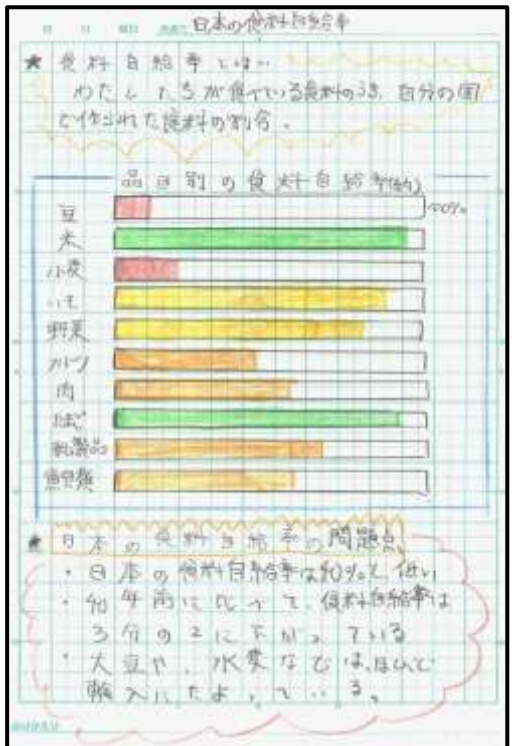 日本の食料自給率
★ 食料自給率とは…
わたしたちが食べている食料のうち、自分の国
で作られた食料の割合。
品目別の食料自給率(%)
100%
豆
米
小麦
いも
野菜
フルーツ
肉
たまご
乳製品
魚貝類
★ 日本の食料自給率の問題点
・日本の食料自給率は40%と、低い
・40年前に比べて、食料自給率は
3分の2に下がっている
・大豆や、小麦などは、ほとんど
輸入にたよっている。